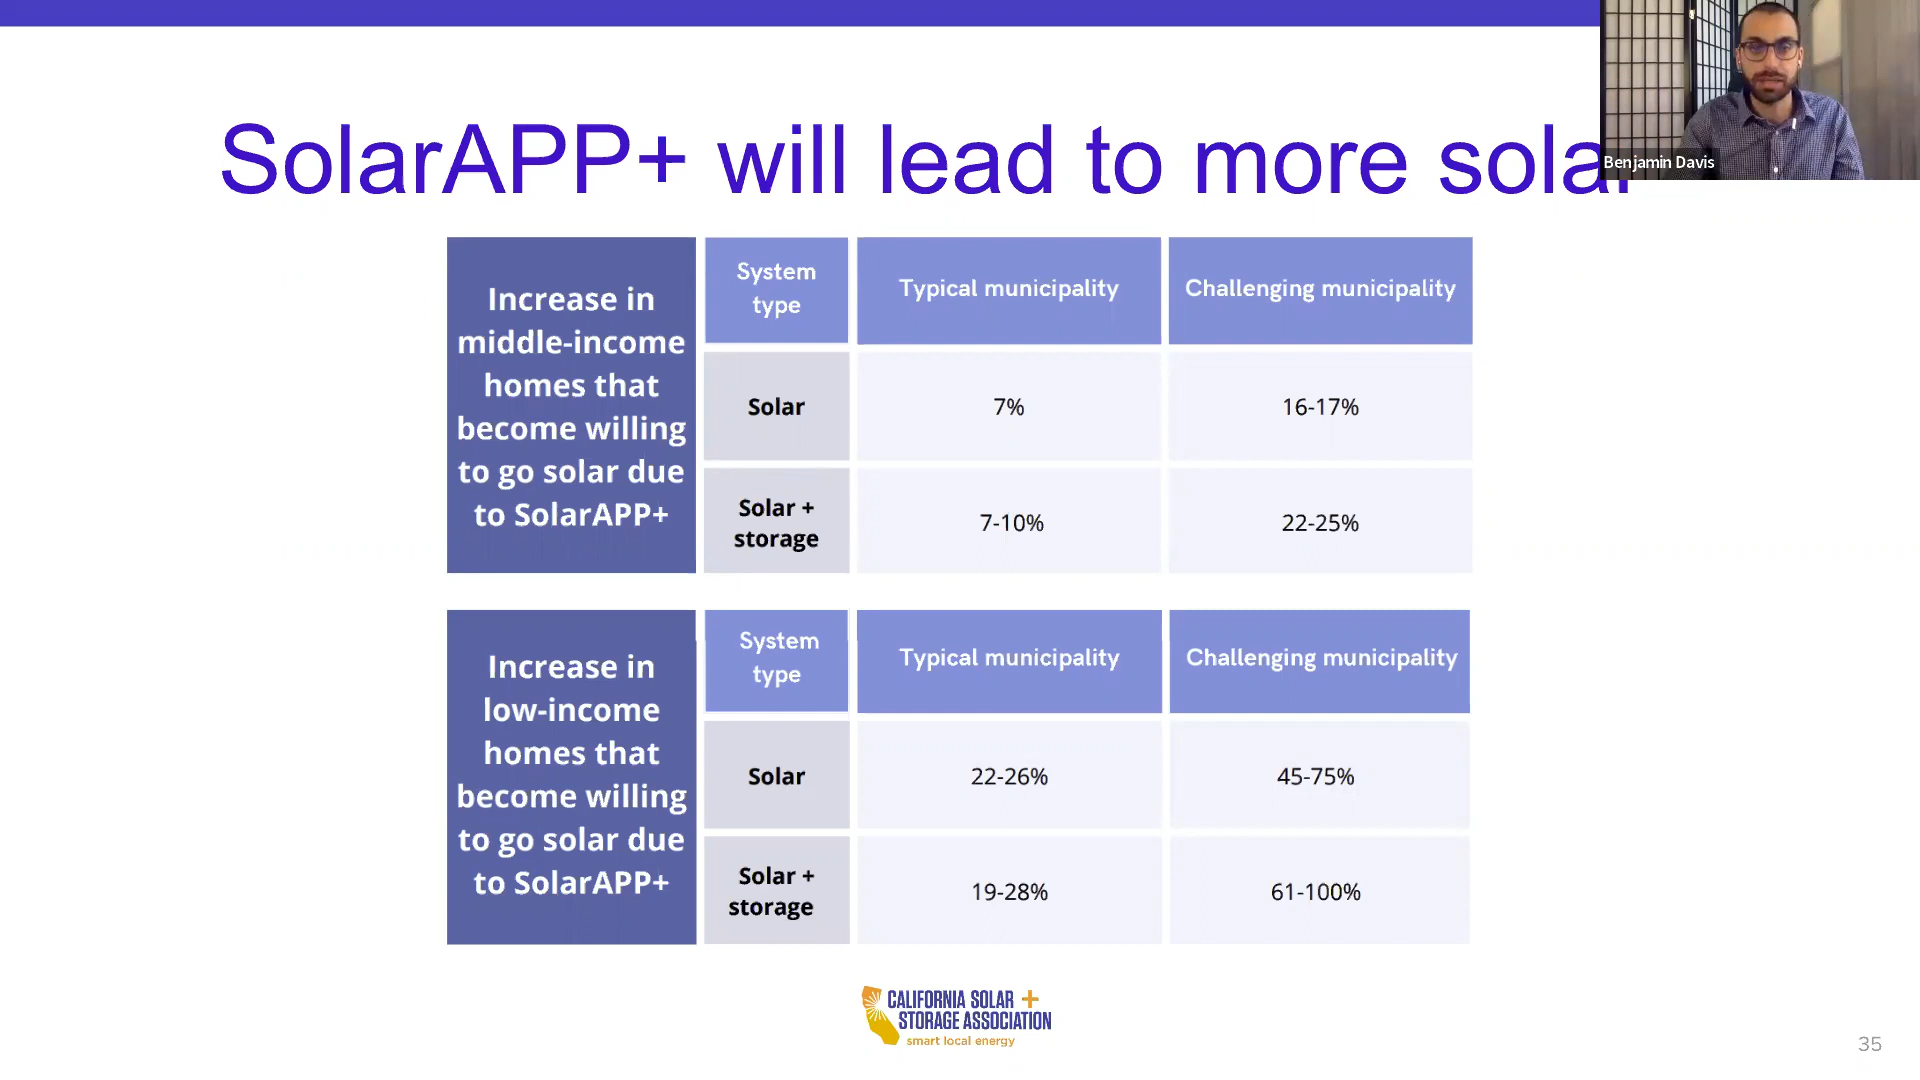 SolarAPP+ will lead to more solar
Benjamin Davis
Increase in
middle-income
homes that
become willing
to go solar due
to SolarAPP+
System
type
Typical municipality
Challenging municipality
Solar
7%
16-17%
Solar +
storage
7-10%
22-25%
Increase in
low-income
homes that
become willing
to go solar due
to SolarAPP+
System
type
Typical municipality
Challenging municipality
Solar
22-26%
45-75%
Solar +
storage
19-28%
61-100%
CALIFORNIA SOLAR +
STORAGE ASSOCIATION
smart local energy
35